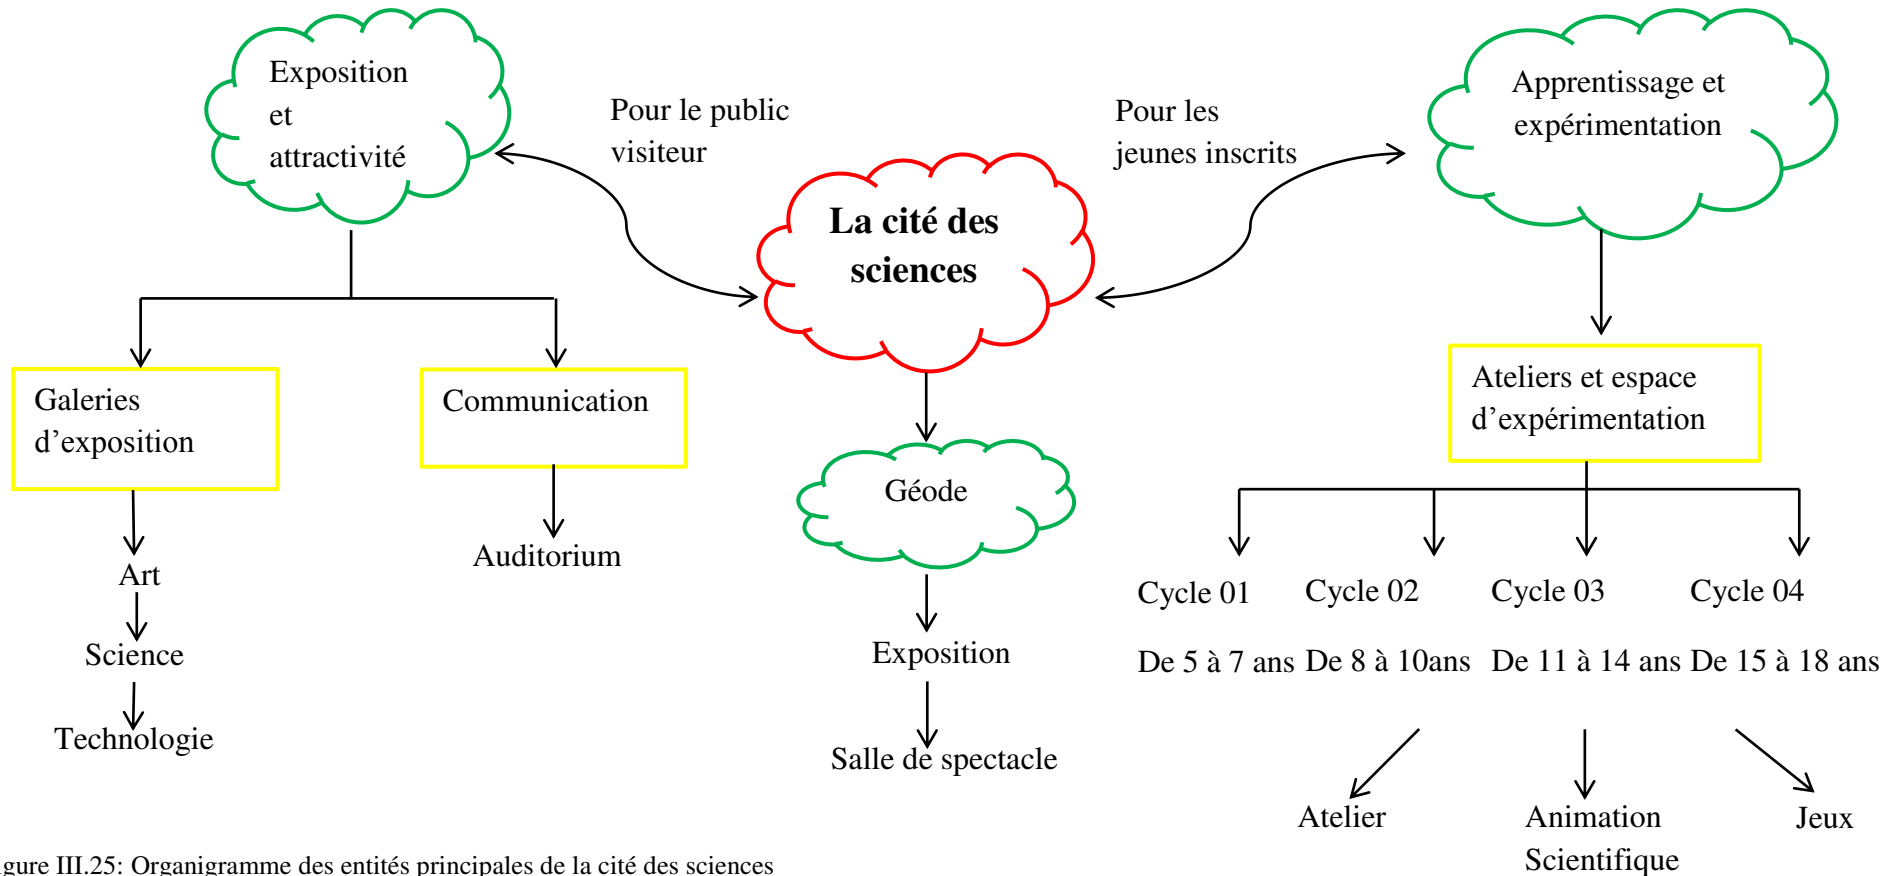 Exposition
et
attractivité
Pour le public
visiteur
La cité des
sciences
Pour les
jeunes inscrits
Apprentissage et
expérimentation
Galeries
d’exposition
Communication
Ateliers et espace
d’expérimentation
Géode
Art
Science
Technologie
Auditorium
Exposition
Salle de spectacle
Cycle 01 Cycle 02 Cycle 03 Cycle 04
De 5 à 7 ans De 8 à 10ans De 11 à 14 ans De 15 à 18 ans
Atelier
Animation
Scientifique
Jeux
igure III.25: Organigramme des entités principales de la cité des sciences